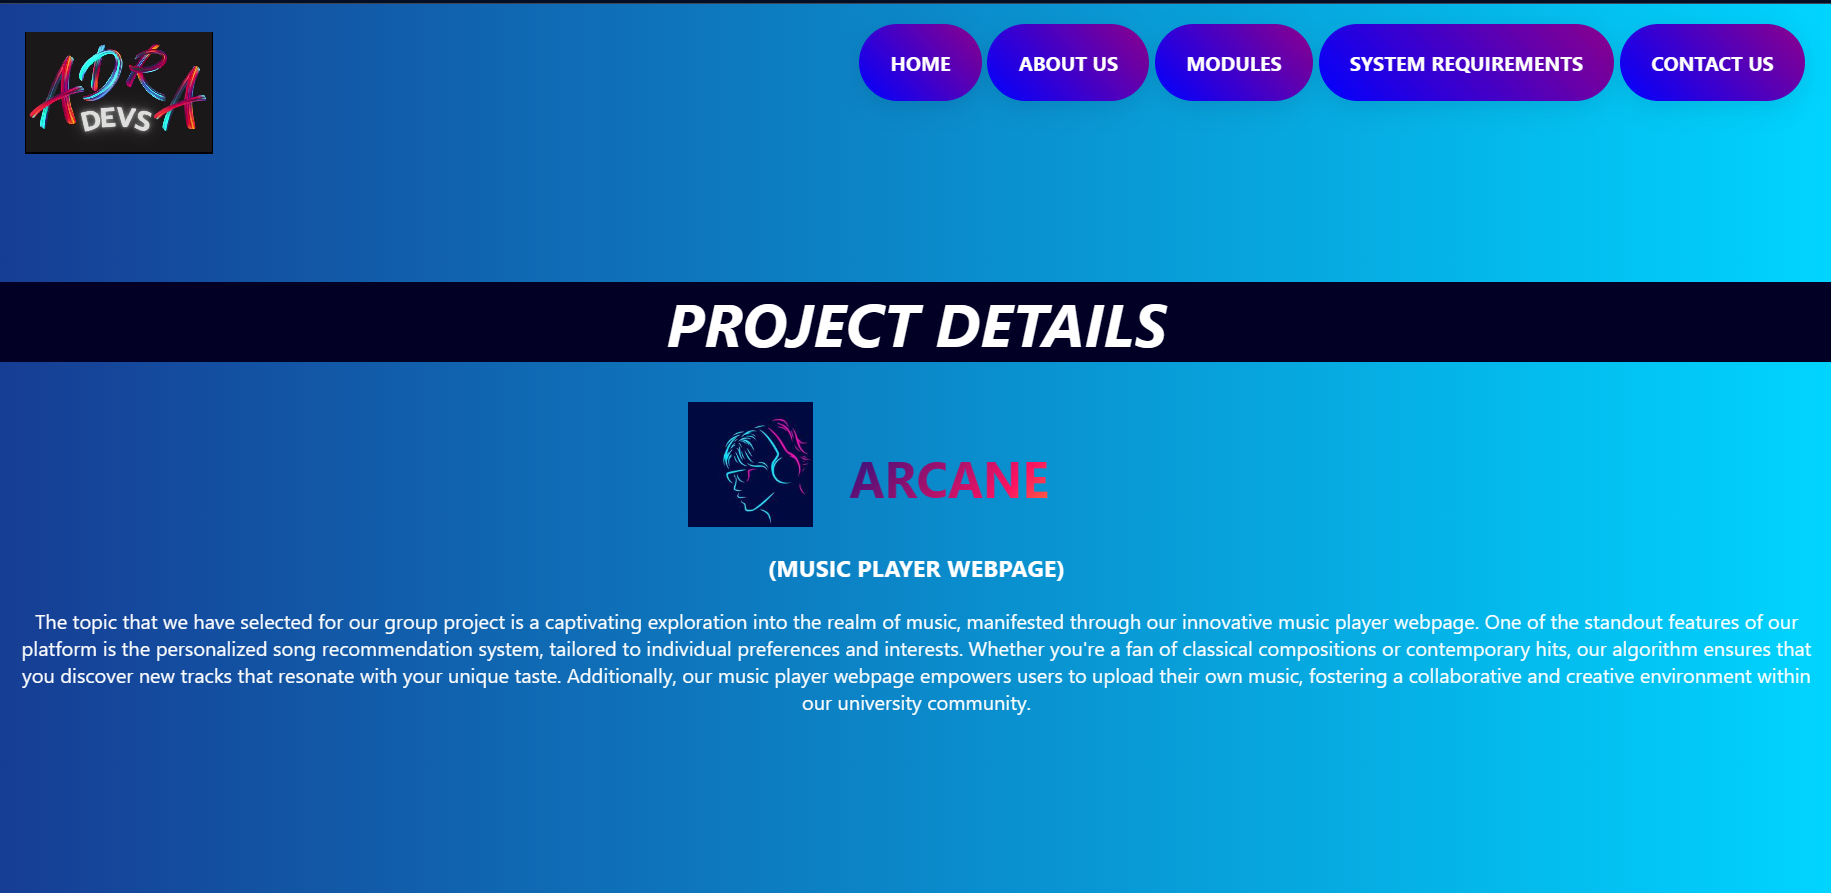 ADRA
DEVS
HOME
ABOUT US
MODULES
SYSTEM REQUIREMENTS
CONTACT US
PROJECT DETAILS
ARCANE
(MUSIC PLAYER WEBPAGE)
The topic that we have selected for our group project is a captivating exploration into the realm of music, manifested through our innovative music player webpage. One of the standout features of our
platform is the personalized song recommendation system, tailored to individual preferences and interests. Whether you're a fan of classical compositions or contemporary hits, our algorithm ensures that
you discover new tracks that resonate with your unique taste. Additionally, our music player webpage empowers users to upload their own music, fostering a collaborative and creative environment within
our university community.